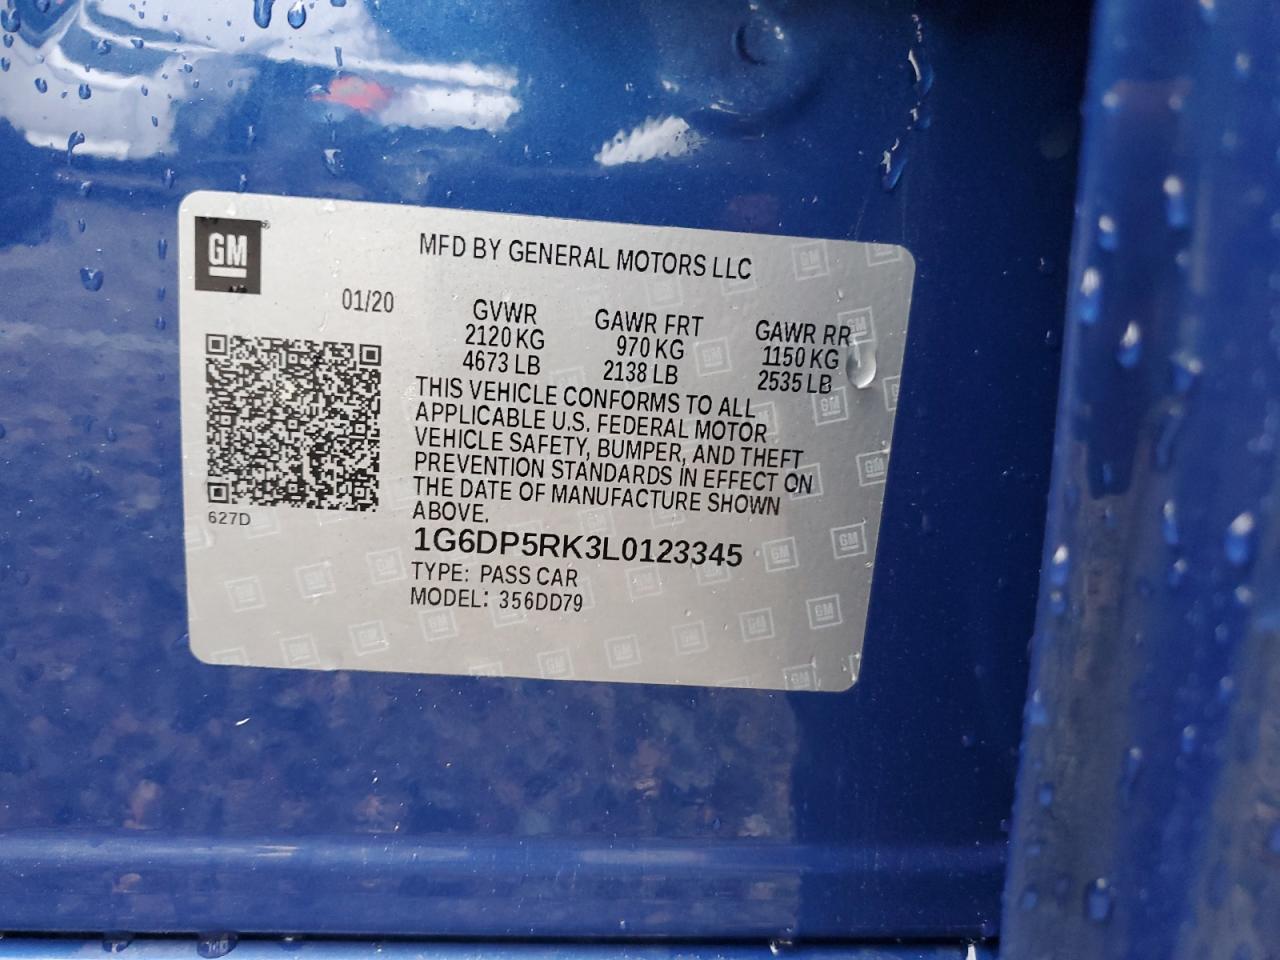 GM
MFD BY GENERAL MOTORS LLC
01/20
GVWR
2120 KG
4673 LB
GAWR FRT
970 KG
2138 LB
GAWR RR
1150 KG
2535 LB
THIS VEHICLE CONFORMS TO ALL
APPLICABLE U.S. FEDERAL MOTOR
VEHICLE SAFETY, BUMPER, AND THEFT
PREVENTION STANDARDS IN EFFECT ON
THE DATE OF MANUFACTURE SHOWN
ABOVE.
627D
1G6DP5RK3L0123345
TYPE: PASS CAR
MODEL: 356DD79